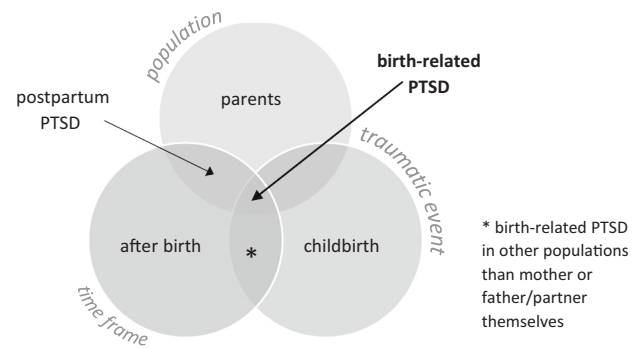 population
birth-related
PTSD
postpartum
PTSD
parents
traumatic event
after birth
*
childbirth
time frame
* birth-related PTSD
in other populations
than mother or
father/partner
themselves